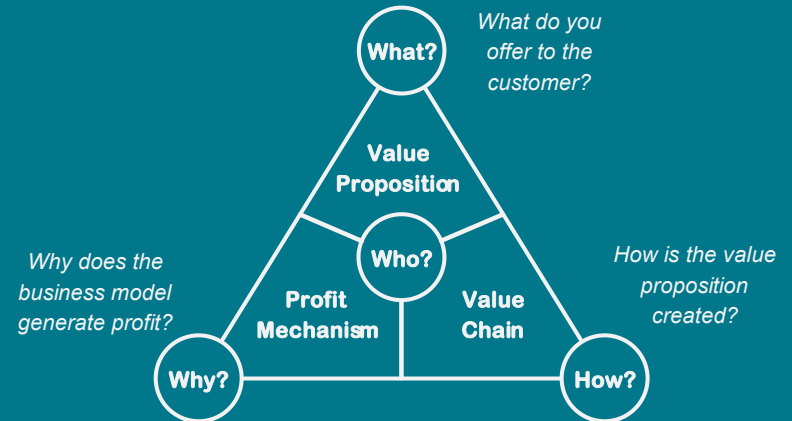 What?
What do you
offer to the
customer?
Value
Proposition
Who?
Why does the
business model
generate profit?
Profit
Mechanism
Value
Chain
How is the value
proposition
created?
Why?
How?